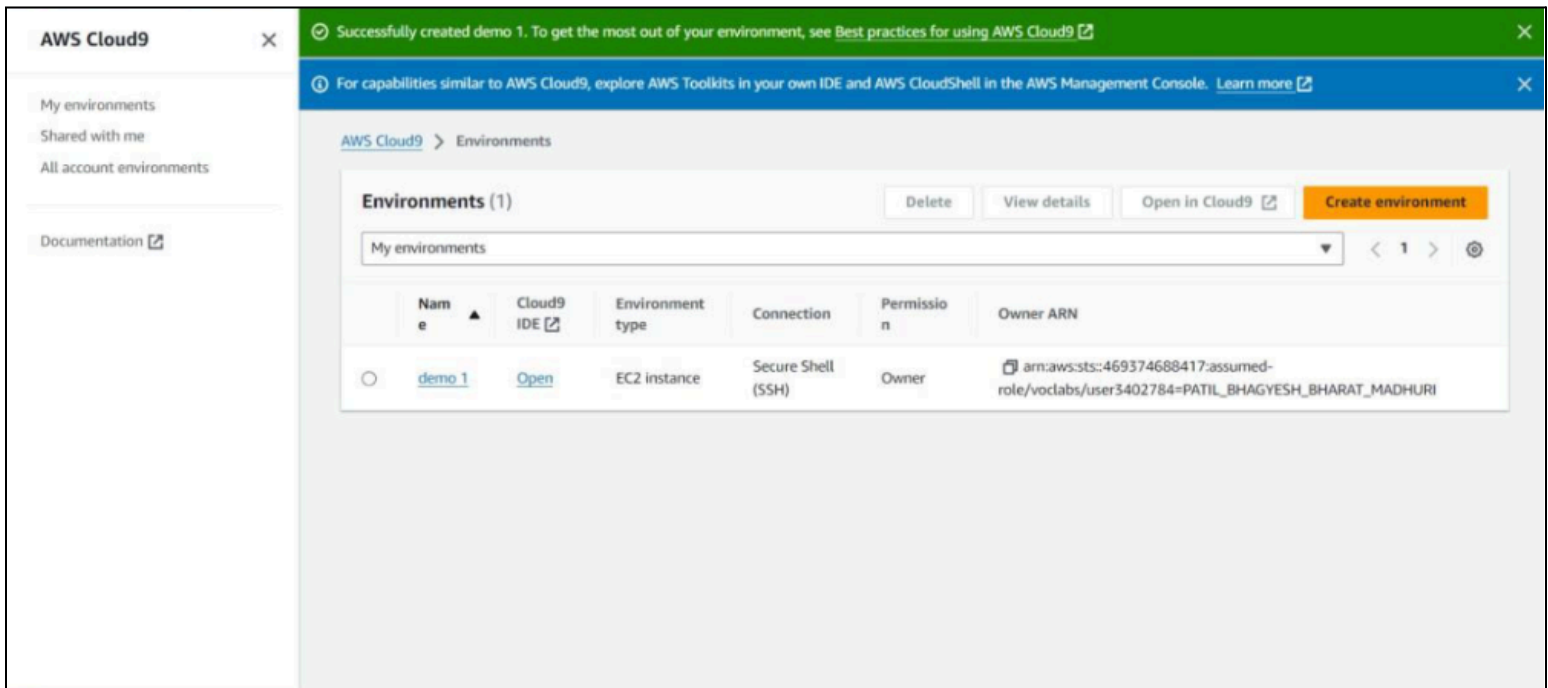 AWS Cloud9
My environments
Shared with me
All account environments
Documentation
Successfully created demo 1. To get the most out of your environment, see Best practices for using AWS Cloud9
For capabilities similar to AWS Cloud9, explore AWS Toolkits in your own IDE and AWS CloudShell in the AWS Management Console. Learn more
AWS Cloud9 > Environments
Environments (1)
Delete
View details
Open in Cloud9
Create environment
My environments
< 1 >
Nam
e
Cloud9
IDE
Environment
type
Connection
Permissio
n
Owner ARN
demo 1
Open
EC2 instance
Secure Shell
(SSH)
Owner
arn:aws:sts::469374688417:assumed-
role/voclabs/user3402784=PATIL_BHAGYESH_BHARAT_MADHURI